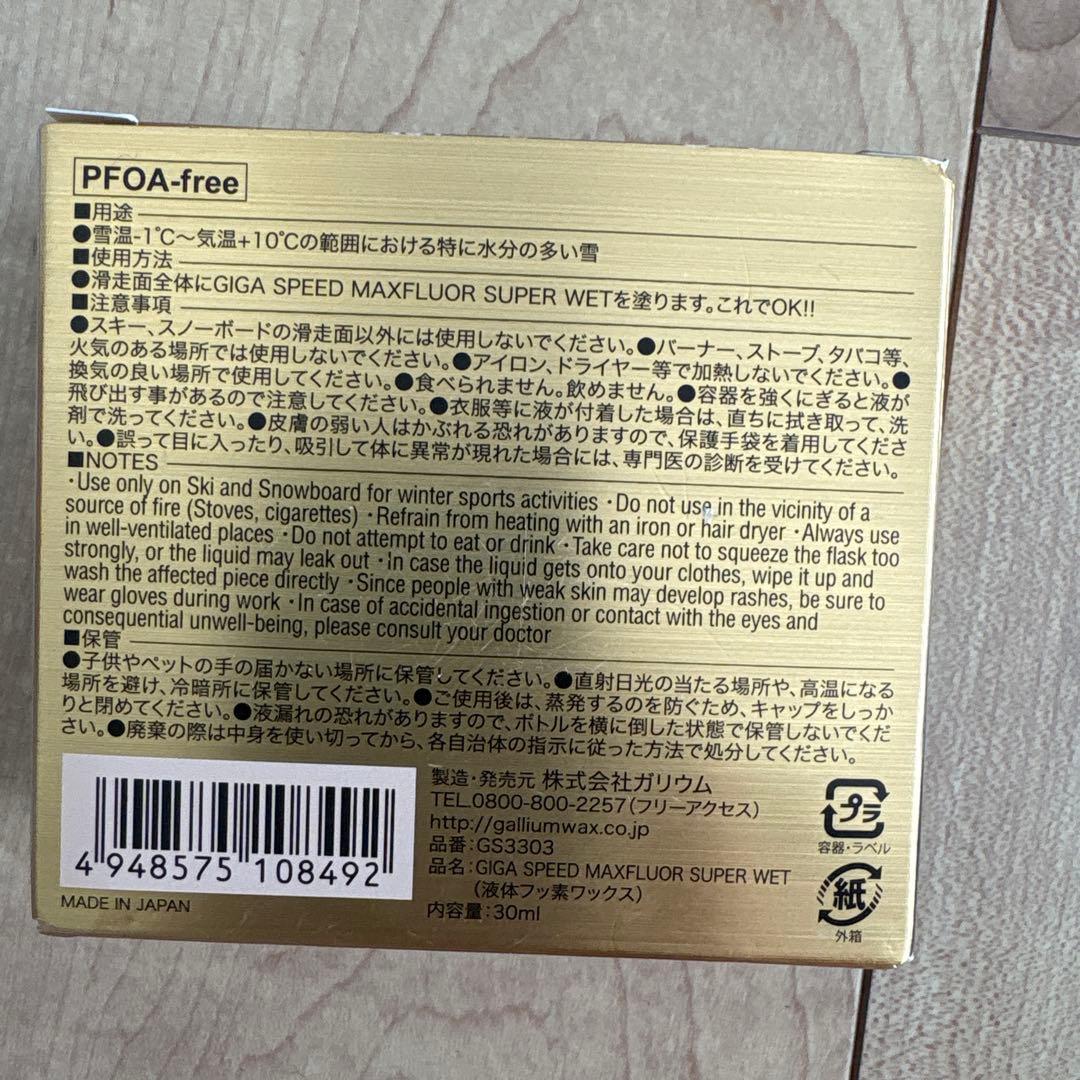 PFOA-free
■用途
●雪温-1℃〜気温+10℃の範囲における特に水分の多い雪
■使用方法
●滑走面全体にGIGA SPEED MAXFLUOR SUPER WETを塗ります。これでOK!!
■注意事項
●スキー、スノーボードの滑走面以外には使用しないでください。●バーナー、ストーブ、タバコ等、
火気のある場所では使用しないでください。●アイロン、ドライヤー等で加熱しないでください。●
換気の良い場所で使用してください。●食べられません。飲めません。●容器を強くにぎると液が
飛び出す事があるので注意してください。●衣服等に液が付着した場合は、直ちに拭き取って、洗
剤で洗ってください。●皮膚の弱い人はかぶれる恐れがありますので、保護手袋を着用してくださ
い。●誤って目に入ったり、吸引して体に異常が現れた場合には、専門医の診断を受けてください。
■NOTES
・Use only on Ski and Snowboard for winter sports activities ・Do not use in the vicinity of a
source of fire (Stoves, cigarettes) ・Refrain from heating with an iron or hair dryer ・Always use
in well-ventilated places ・Do not attempt to eat or drink ・Take care not to squeeze the flask too
strongly, or the liquid may leak out ・In case the liquid gets onto your clothes, wipe it up and
wash the affected piece directly ・Since people with weak skin may develop rashes, be sure to
wear gloves during work ・In case of accidental ingestion or contact with the eyes and
consequential unwell-being, please consult your doctor
■保管
●子供やペットの手の届かない場所に保管してください。●直射日光の当たる場所や、高温になる
場所を避け、冷暗所に保管してください。●ご使用後は、蒸発するのを防ぐため、キャップをしっか
りと閉めてください。●液漏れの恐れがありますので、ボトルを横に倒した状態で保管しないでくだ
さい。●廃棄の際は中身を使い切ってから、各自治体の指示に従った方法で処分してください。
4 948575 108492
MADE IN JAPAN
製造・発売元 株式会社ガリウム
TEL.0800-800-2257(フリーアクセス)
http://galliumwax.co.jp
品番:GS3303
品名:GIGA SPEED MAXFLUOR SUPER WET
(液体フッ素ワックス)
内容量:30ml
プラ
容器・ラベル
紙
外箱